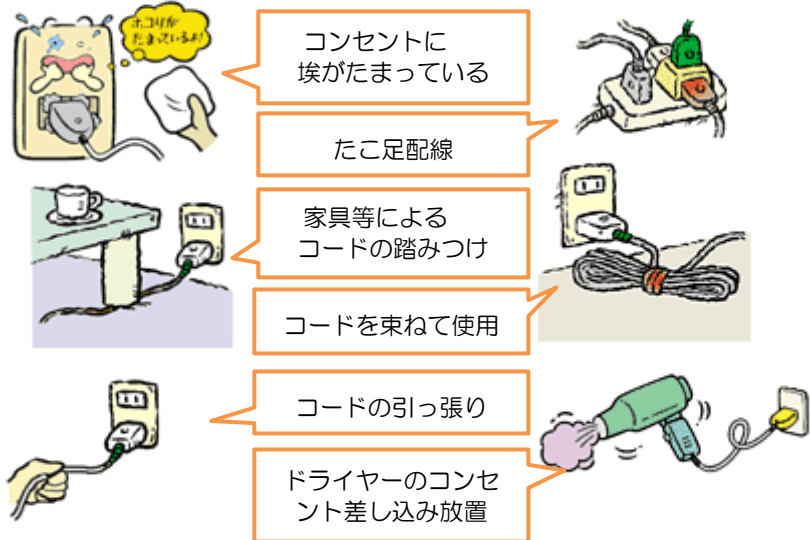 ホコリが
たまっているよ!
コンセントに
埃がたまっている
たこ足配線
家具等による
コードの踏みつけ
コードを束ねて使用
コードの引っ張り
ドライヤーのコンセ
ント差し込み放置